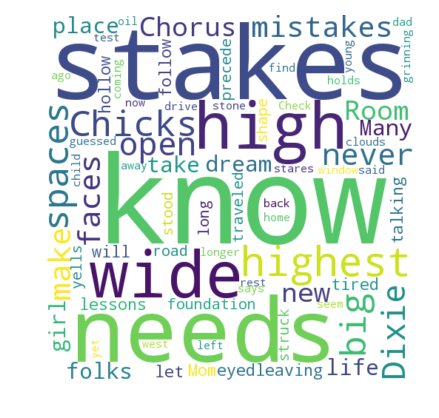 place oil Chorus mistakes dad
stakes
ago test hollow follow precede find young grinning
coming now drive stone holds Check clouds
Chicks high shape Room
guessed open Many
spaces child away take dream stares window said never
faces know
stood long traveled back home talking
make yells will road longer highest
wide
girl lessons foundation rest says new tired seem big Dixie
needs
yet west left struck
folks let Mom eyed leaving life